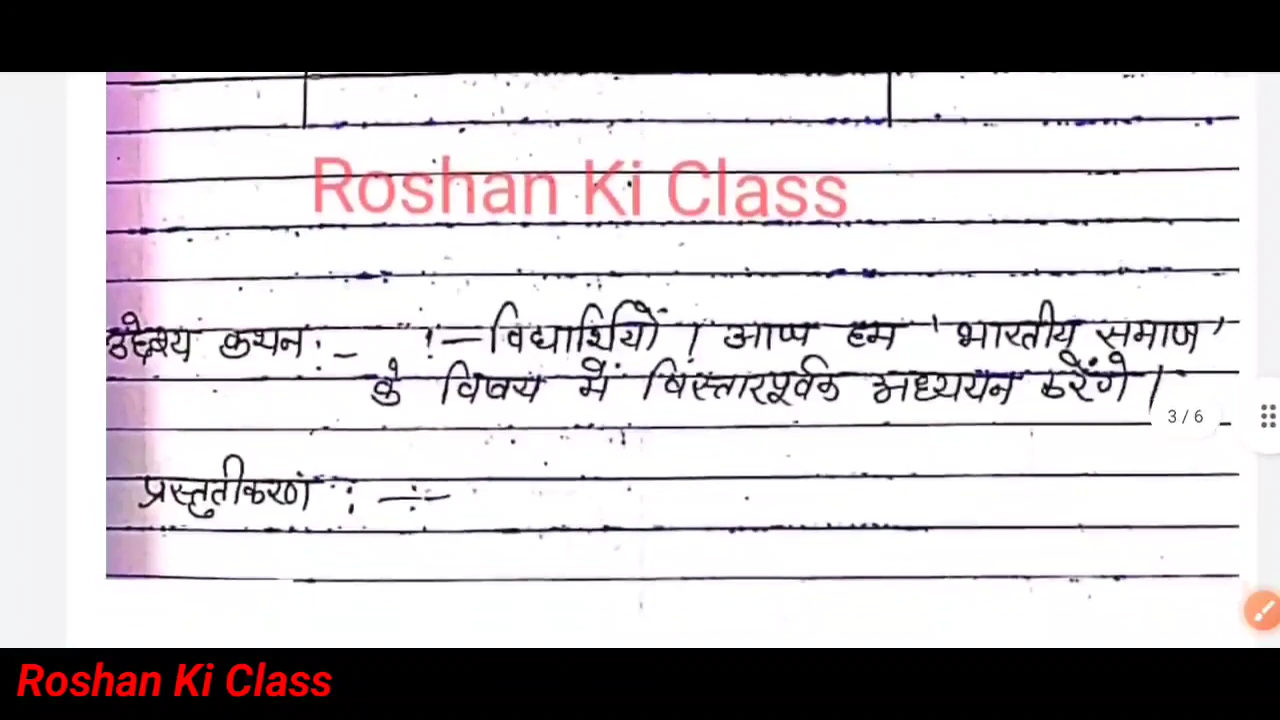 Roshan Ki Class
उद्देश्य कथन :- :- विद्यार्थियों ! आप्प हम 'भारतीय समाज'
के विषय में विस्तारपूर्वक अध्ययन करेंगे ।
3 / 6
प्रस्तुतीकरण : -:-
Roshan Ki Class